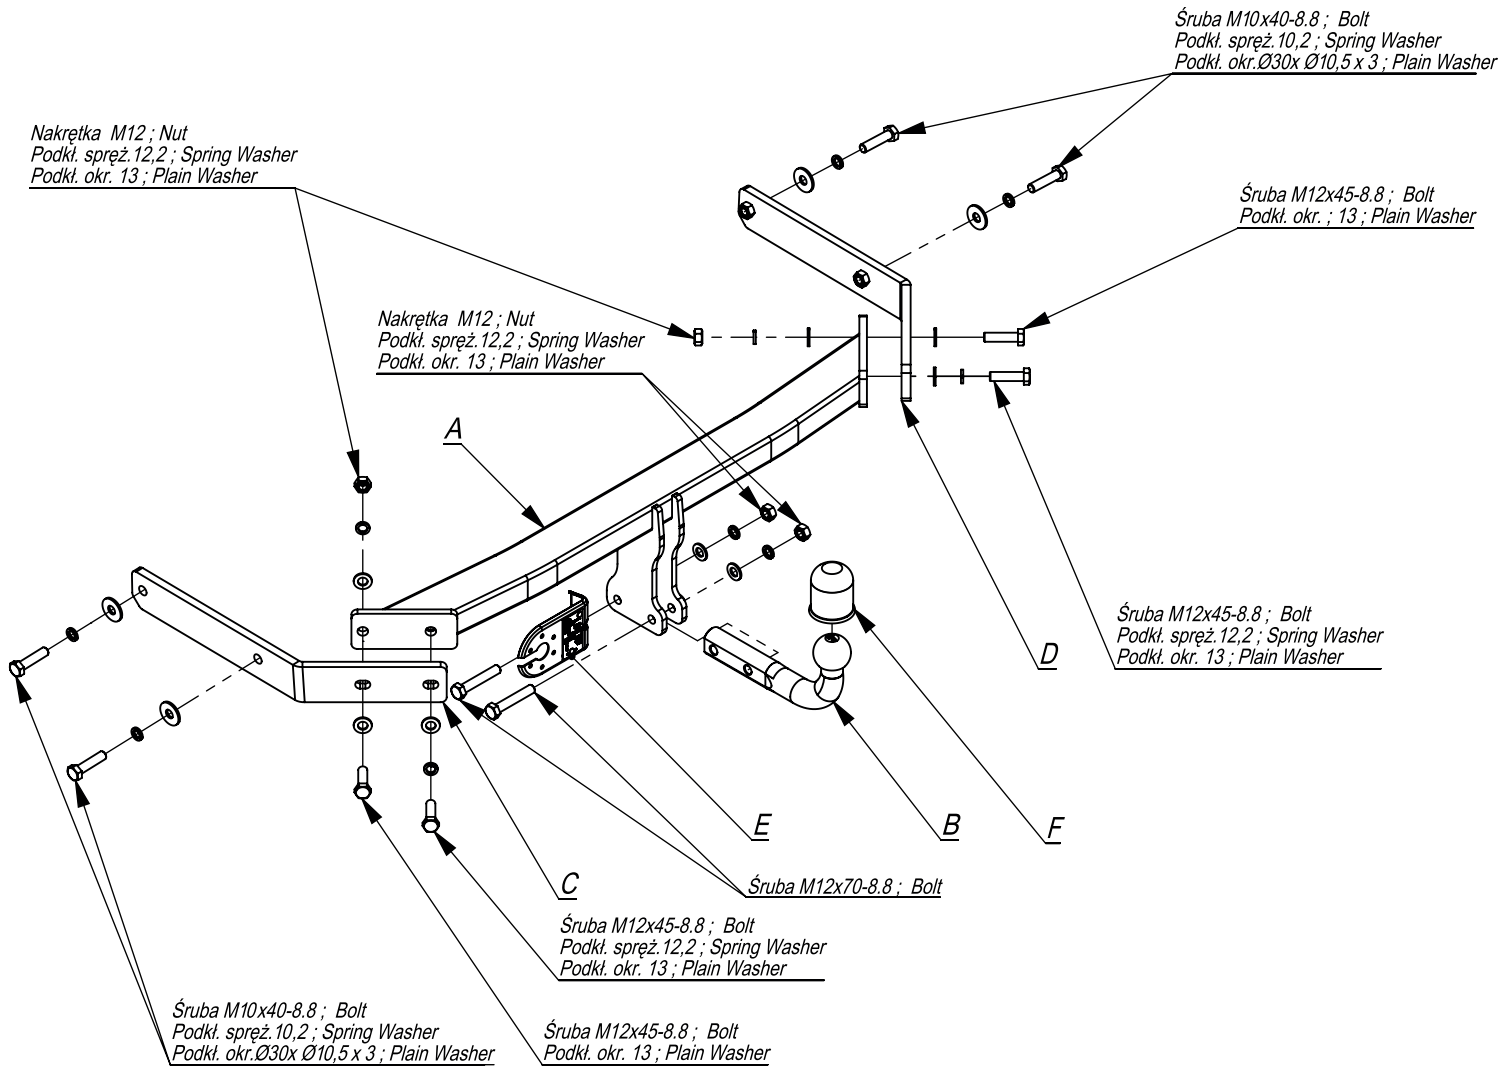 Śruba M10x40-8.8 ; Bolt
Podkł. spręż.10,2 ; Spring Washer
Podkł. okr.Ø30x Ø10,5 x 3 ; Plain Washer
Nakrętka M12 ; Nut
Podkł. spręż.12,2 ; Spring Washer
Podkł. okr. 13 ; Plain Washer
Śruba M12x45-8.8 ; Bolt
Podkł. okr. ; 13 ; Plain Washer
Nakrętka M12 ; Nut
Podkł. spręż.12,2 ; Spring Washer
Podkł. okr. 13 ; Plain Washer
A
Śruba M12x45-8.8 ; Bolt
Podkł. spręż.12,2 ; Spring Washer
Podkł. okr. 13 ; Plain Washer
D
E
B
F
C
Śruba M12x70-8.8 ; Bolt
Śruba M12x45-8.8 ; Bolt
Podkł. spręż.12,2 ; Spring Washer
Podkł. okr. 13 ; Plain Washer
Śruba M10x40-8.8 ; Bolt
Podkł. spręż.10,2 ; Spring Washer
Podkł. okr.Ø30x Ø10,5 x 3 ; Plain Washer
Śruba M12x45-8.8 ; Bolt
Podkł. okr. 13 ; Plain Washer